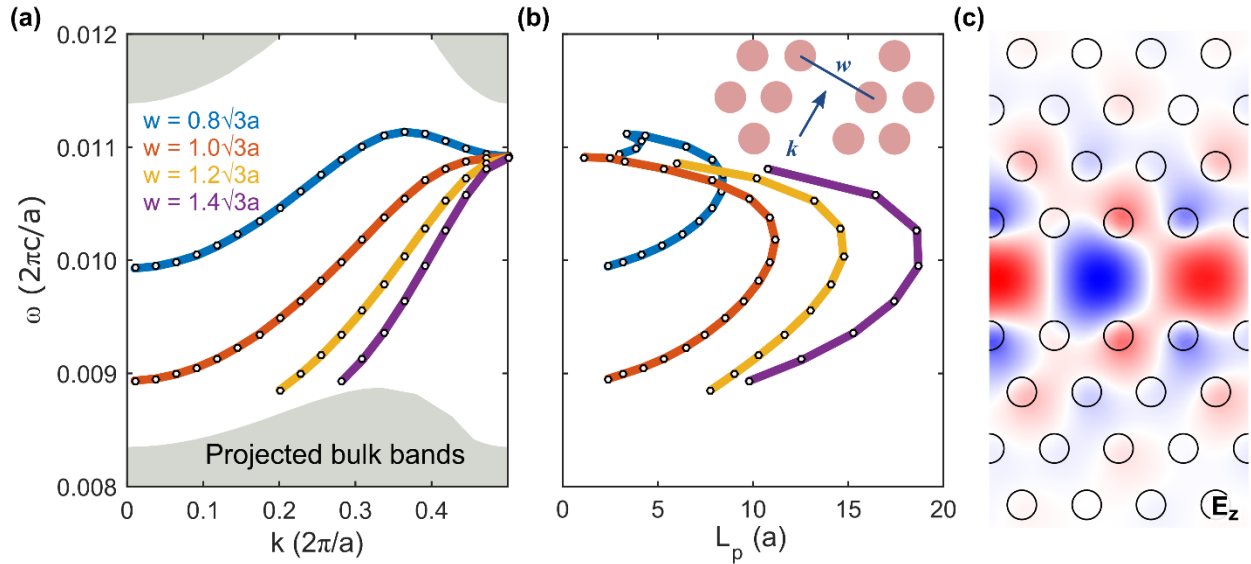 (a)
0.012
0.011
0.010
0.009
0.008
ω (2πc/a)
w = 0.8√3a
w = 1.0√3a
w = 1.2√3a
w = 1.4√3a
Projected bulk bands
0 0.1 0.2 0.3 0.4
k (2π/a)
(b)
w
k
0 5 10 15 20
L_p (a)
(c)
E_z